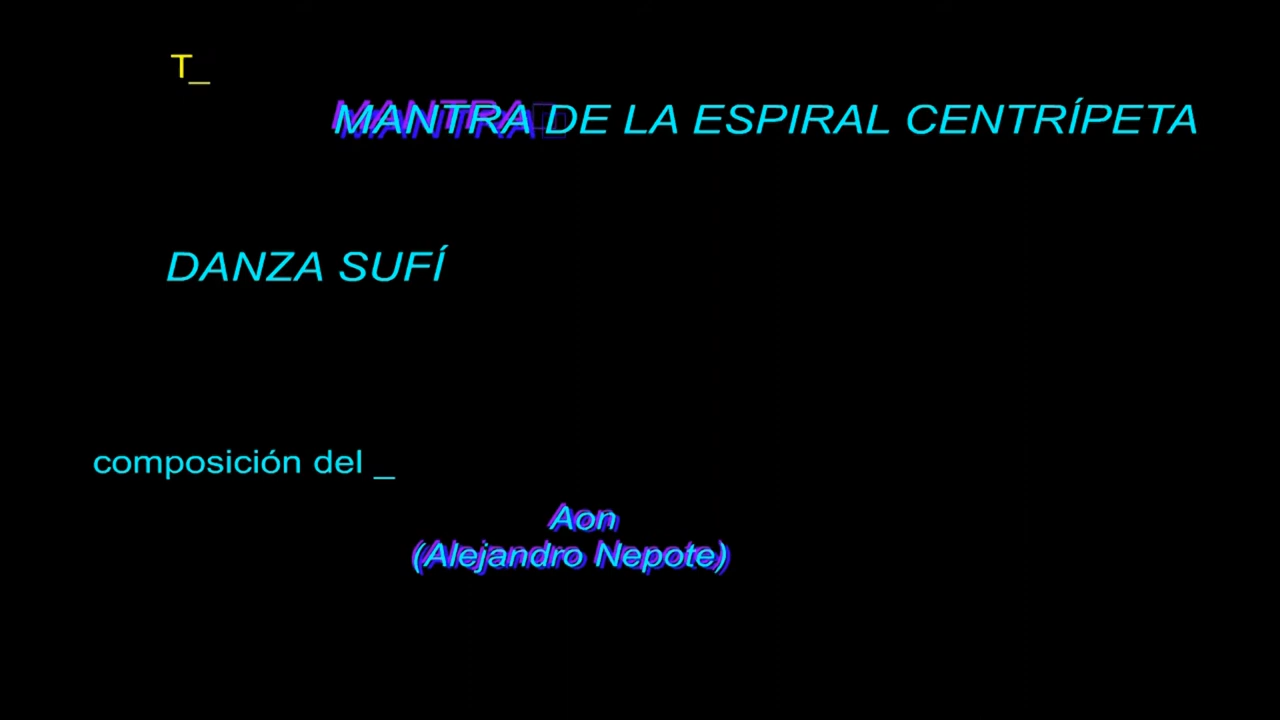 T_
MANTRA DE LA ESPIRAL CENTRÍPETA
DANZA SUFÍ
composición del _
Aon
(Alejandro Nepote)